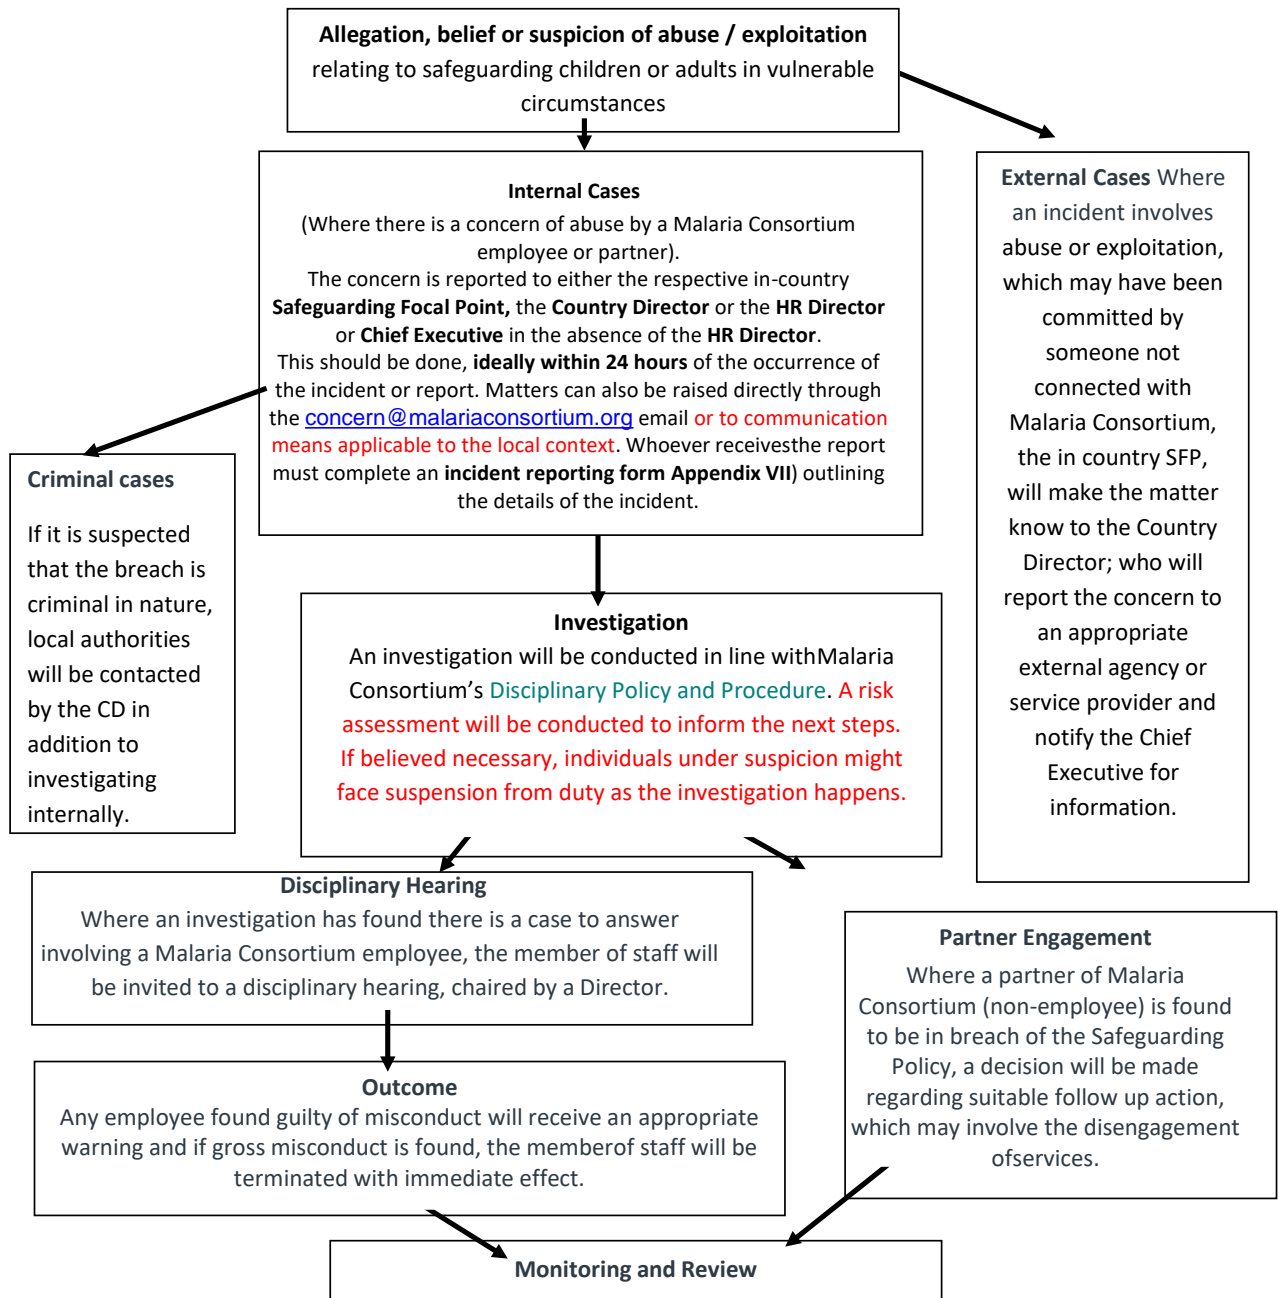 Allegation, belief or suspicion of abuse / exploitation
relating to safeguarding children or adults in vulnerable
circumstances
Internal Cases
(Where there is a concern of abuse by a Malaria Consortium
employee or partner).
The concern is reported to either the respective in-country
Safeguarding Focal Point, the Country Director or the HR Director
or Chief Executive in the absence of the HR Director.
This should be done, ideally within 24 hours of the occurrence of
the incident or report. Matters can also be raised directly through
the concern@malariaconsortium.org email or to communication
means applicable to the local context. Whoever receivesthe report
must complete an incident reporting form Appendix VII) outlining
the details of the incident.
External Cases Where
an incident involves
abuse or exploitation,
which may have been
committed by
someone not
connected with
Malaria Consortium,
the in country SFP,
will make the matter
know to the Country
Director; who will
report the concern to
an appropriate
external agency or
service provider and
notify the Chief
Executive for
information.
Criminal cases
If it is suspected
that the breach is
criminal in nature,
local authorities
will be contacted
by the CD in
addition to
investigating
internally.
Investigation
An investigation will be conducted in line withMalaria
Consortium’s Disciplinary Policy and Procedure. A risk
assessment will be conducted to inform the next steps.
If believed necessary, individuals under suspicion might
face suspension from duty as the investigation happens.
Disciplinary Hearing
Where an investigation has found there is a case to answer
involving a Malaria Consortium employee, the member of staff will
be invited to a disciplinary hearing, chaired by a Director.
Partner Engagement
Where a partner of Malaria
Consortium (non-employee) is found
to be in breach of the Safeguarding
Policy, a decision will be made
regarding suitable follow up action,
which may involve the disengagement
ofservices.
Outcome
Any employee found guilty of misconduct will receive an appropriate
warning and if gross misconduct is found, the memberof staff will be
terminated with immediate effect.
Monitoring and Review